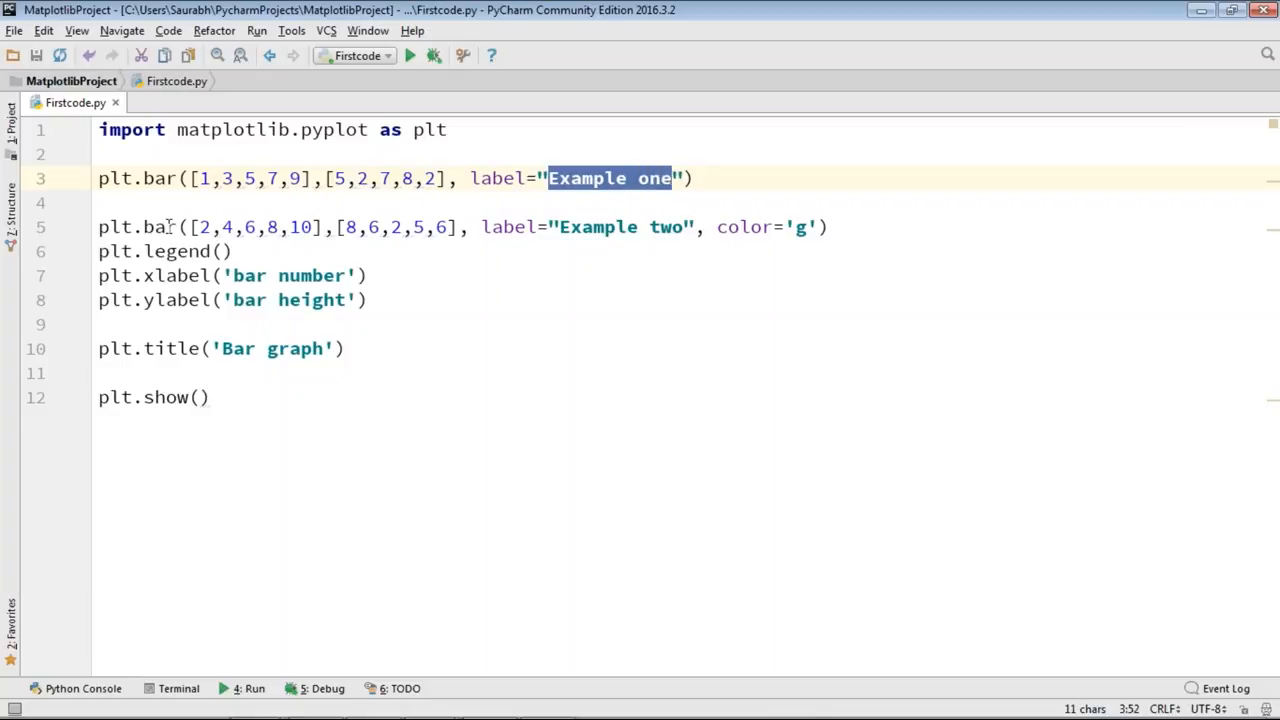 MatplotlibProject - [C:\Users\Saurabh\PycharmProjects\MatplotlibProject] - ...\Firstcode.py - PyCharm Community Edition 2016.3.2
File Edit View Navigate Code Refactor Run Tools VCS Window Help
Firstcode
MatplotlibProject Firstcode.py
Firstcode.py
1: Project
7: Structure
2: Favorites
1 import matplotlib.pyplot as plt
2
3 plt.bar([1,3,5,7,9],[5,2,7,8,2], label="Example one")
4
5 plt.bar([2,4,6,8,10],[8,6,2,5,6], label="Example two", color='g')
6 plt.legend()
7 plt.xlabel('bar number')
8 plt.ylabel('bar height')
9
10 plt.title('Bar graph')
11
12 plt.show()
Python Console Terminal 4: Run 5: Debug 6: TODO Event Log
11 chars 3:52 CRLF UTF-8